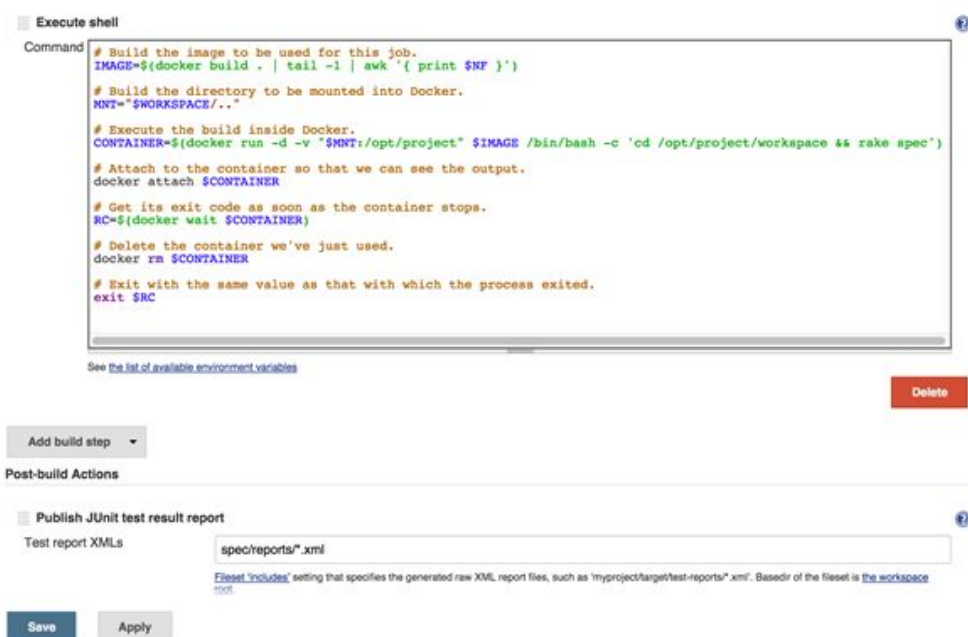 Execute shell
Command
# Build the image to be used for this job.
IMAGE=$(docker build . | tail -1 | awk '{ print $NF }')
# Build the directory to be mounted into Docker.
MNT="$WORKSPACE/.."
# Execute the build inside Docker.
CONTAINER=$(docker run -d -v "$MNT:/opt/project" $IMAGE /bin/bash -c 'cd /opt/project/workspace && rake spec')
# Attach to the container so that we can see the output.
docker attach $CONTAINER
# Get its exit code as soon as the container stops.
RC=$(docker wait $CONTAINER)
# Delete the container we've just used.
docker rm $CONTAINER
# Exit with the same value as that with which the process exited.
exit $RC
See the list of available environment variables
Delete
Add build step
Post-build Actions
Publish JUnit test result report
Test report XMLs
spec/reports/*.xml
Fileset 'includes' setting that specifies the generated raw XML report files, such as 'myproject/target/test-reports/*.xml'. Basedir of the fileset is the workspace
root.
Save
Apply